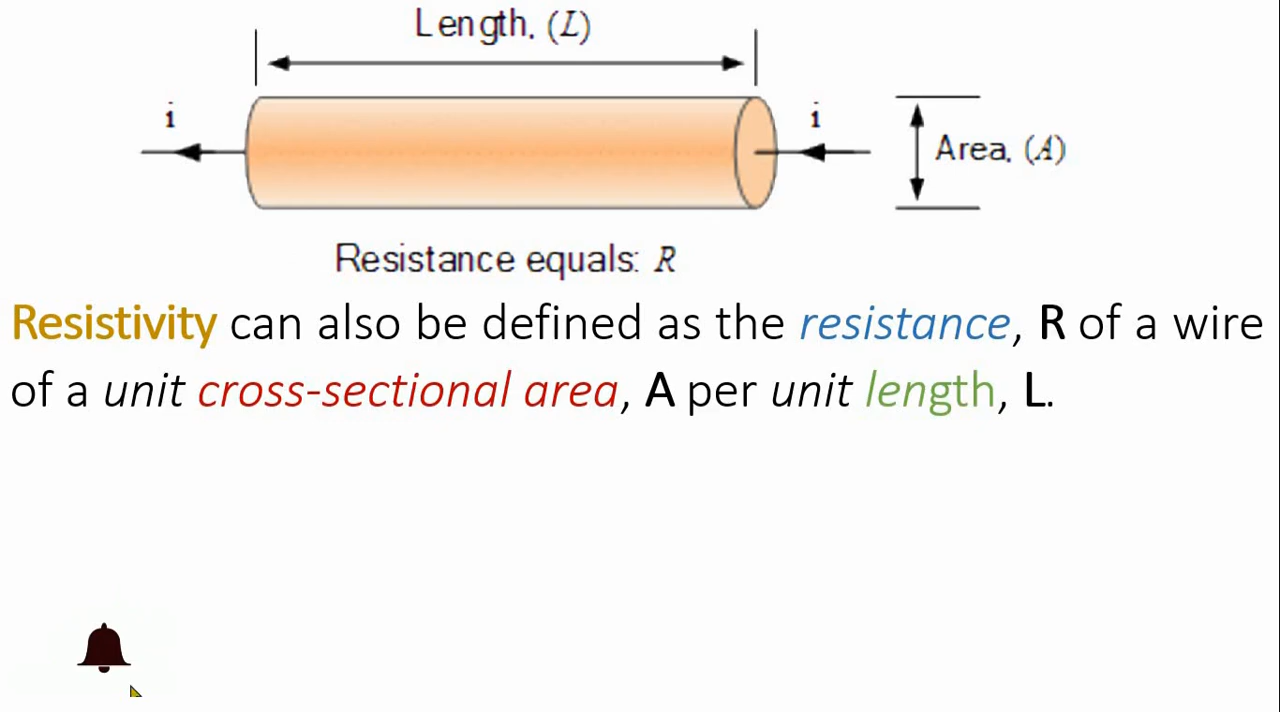 Length, (L)
i
i
Area, (A)
Resistance equals: R
Resistivity can also be defined as the resistance, R of a wire
of a unit cross-sectional area, A per unit length, L.